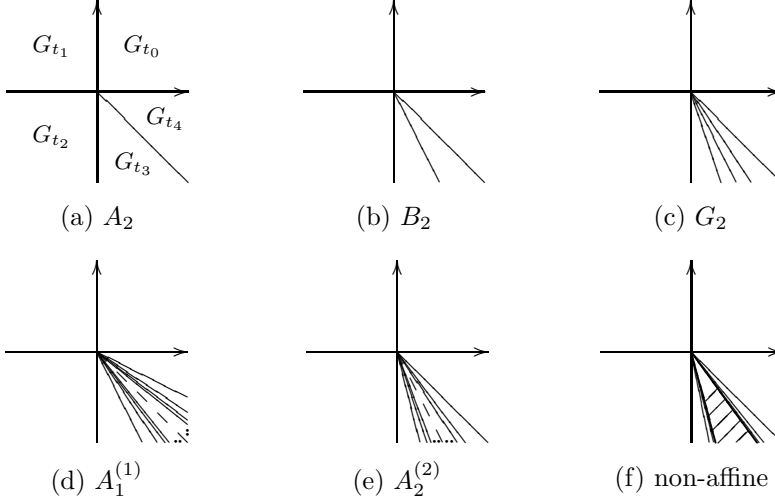 $G_{t_1}$ $G_{t_0}$
$G_{t_2}$ $G_{t_4}$
$G_{t_3}$
(a) $A_2$ (b) $B_2$ (c) $G_2$
(d) $A_1^{(1)}$ (e) $A_2^{(2)}$ (f) non-affine